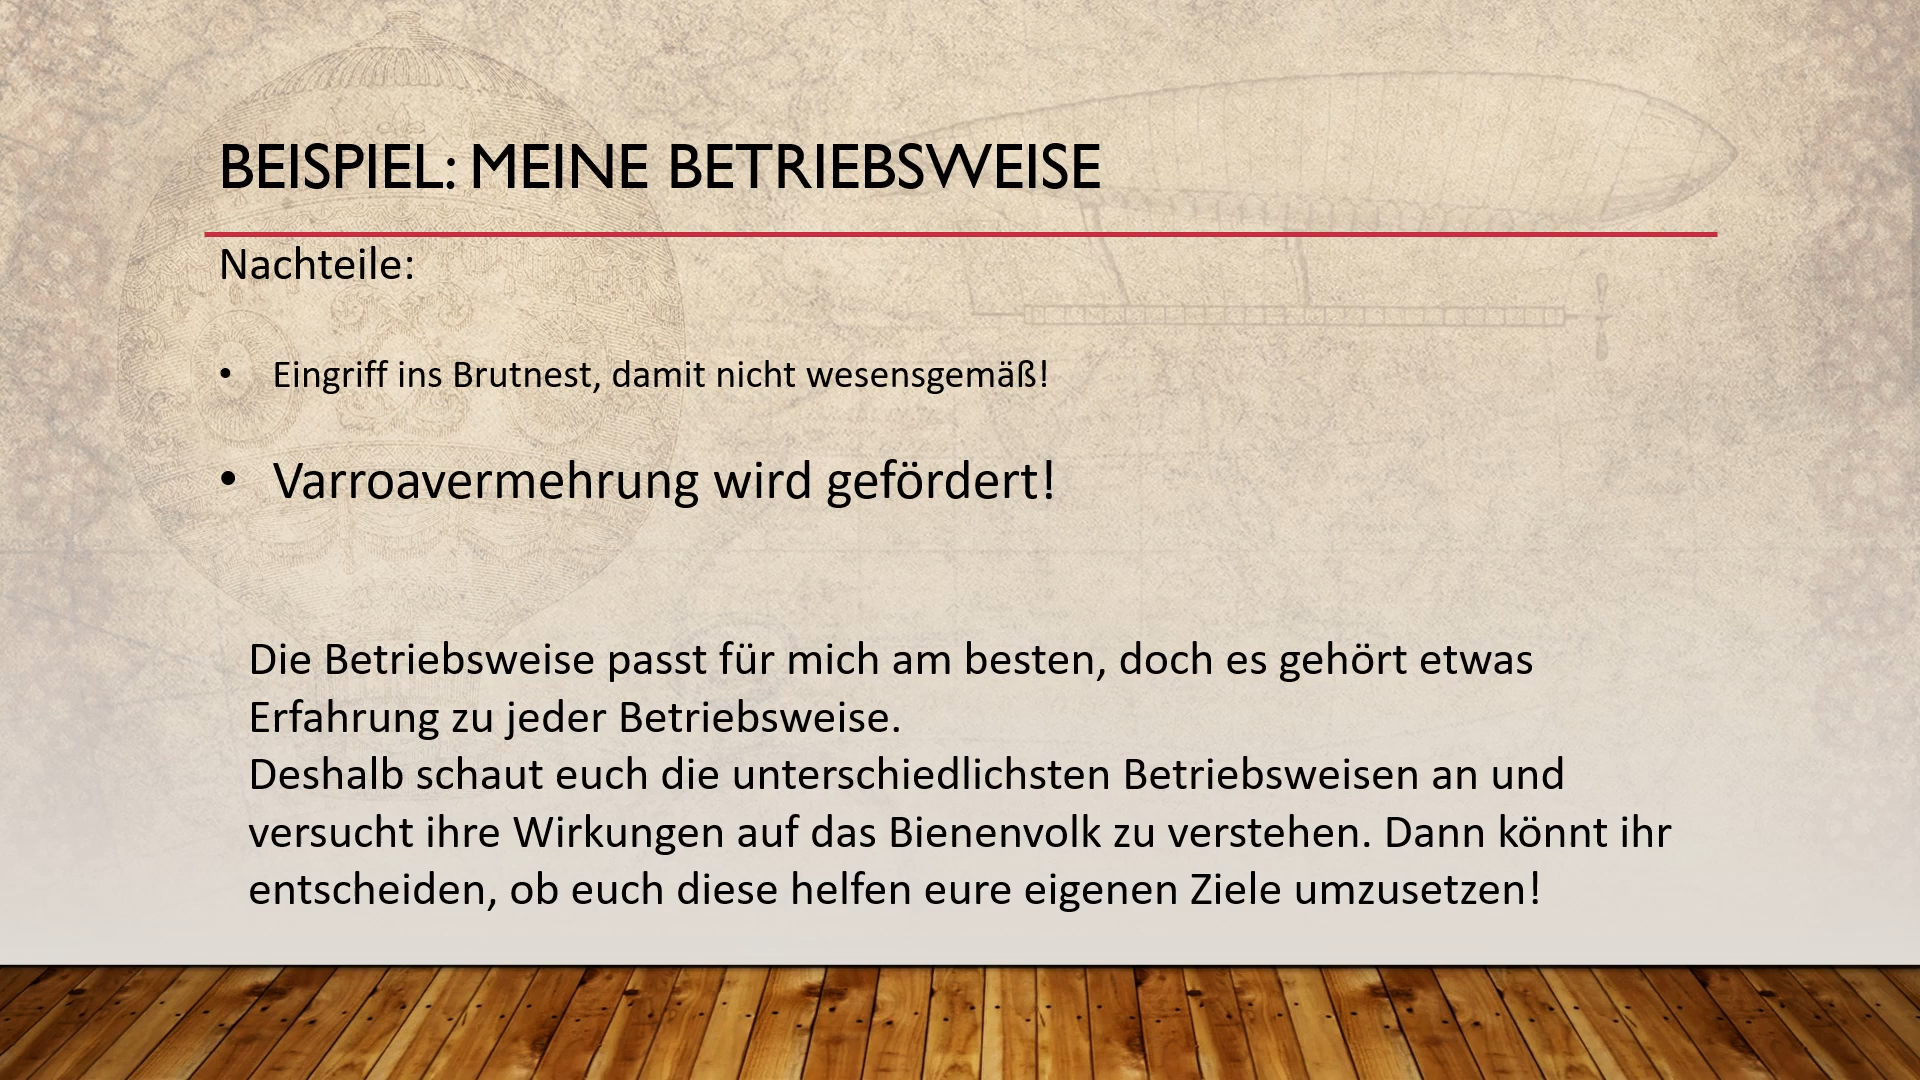 BEISPIEL: MEINE BETRIEBSWEISE
Nachteile:
• Eingriff ins Brutnest, damit nicht wesensgemäß!
• Varroavermehrung wird gefördert!
Die Betriebsweise passt für mich am besten, doch es gehört etwas
Erfahrung zu jeder Betriebsweise.
Deshalb schaut euch die unterschiedlichsten Betriebsweisen an und
versucht ihre Wirkungen auf das Bienenvolk zu verstehen. Dann könnt ihr
entscheiden, ob euch diese helfen eure eigenen Ziele umzusetzen!